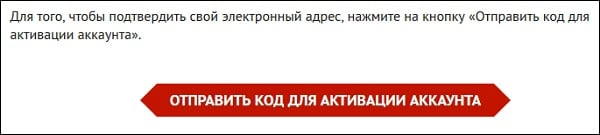 Для того, чтобы подтвердить свой электронный адрес, нажмите на кнопку «Отправить код для
активации аккаунта».
ОТПРАВИТЬ КОД ДЛЯ АКТИВАЦИИ АККАУНТА